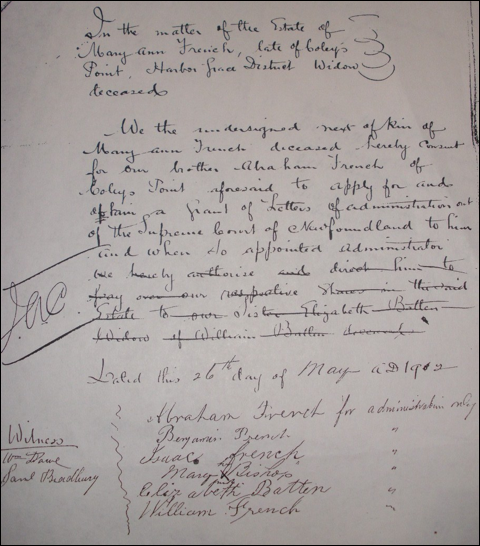 In the matter of the Estate of
Mary ann French, late of Coleys
Point, Harbor Grace District Widow
deceased
We the undersigned next of kin of
Mary ann French deceased hereby consent
for our brother Abraham French of
Coleys Point aforesaid to apply for and
obtain a Grant of Letters of administration out
of the Supreme Court of Newfoundland to him
and when so appointed administrator
we hereby authorise and direct him to
pay over our respective Shares in the said
Estate to our sister Elizabeth Batten
Widow of William Batten deceased
J.A.C.
Dated this 26th day of May AD 1902
Abraham French for administration only
Benjamin French "
Witness
Isaac French "
Wm Dawe
Mary Bishop "
Saml Bradbury
Elizabeth Batten "
William French "